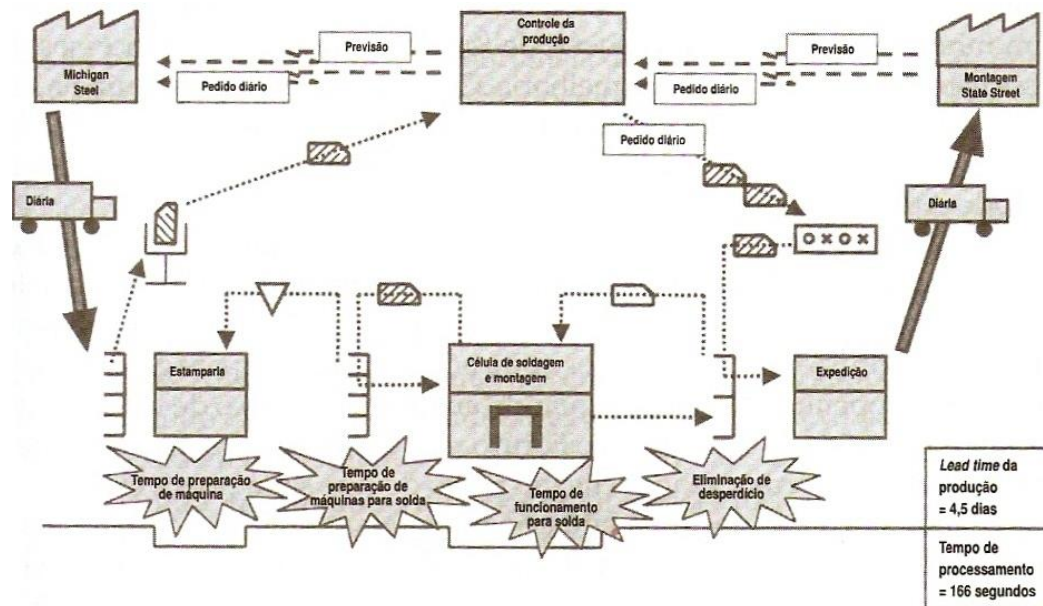 Controle da
produção
Previsão
Pedido diário
Michigan
Steel
Previsão
Pedido diário
Montagem
State Street
Pedido diário
Diária
Diária
O X O X
Estamparia
Célula de soldagem
e montagem
Expedição
Tempo de preparação
de máquina
Tempo de
preparação de
máquinas para solda
Tempo de
funcionamento
para solda
Eliminação de
desperdício
Lead time da
produção
= 4,5 dias
Tempo de
processamento
= 166 segundos